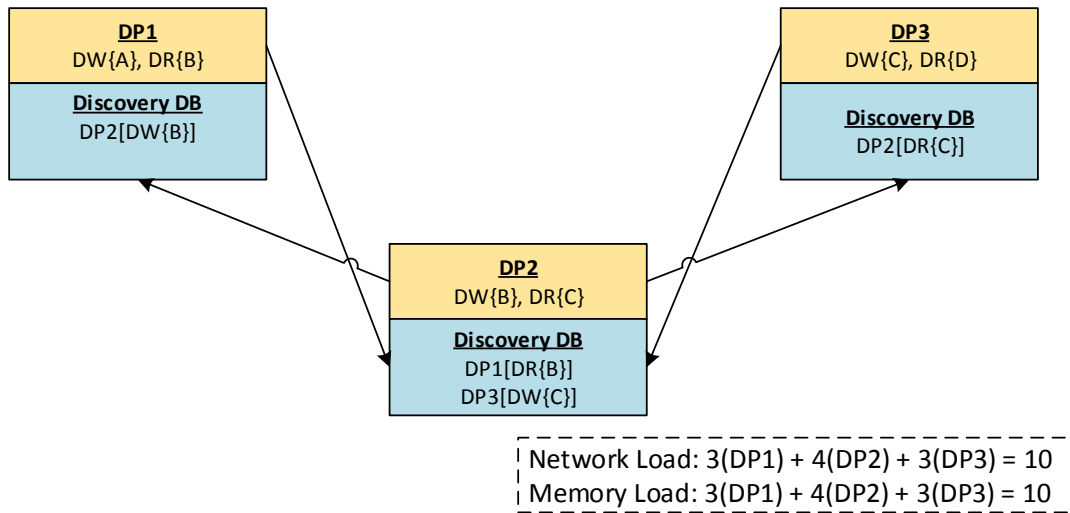 DP1
DW{A}, DR{B}
Discovery DB
DP2[DW{B}]
DP3
DW{C}, DR{D}
Discovery DB
DP2[DR{C}]
DP2
DW{B}, DR{C}
Discovery DB
DP1[DR{B}]
DP3[DW{C}]
Network Load: 3(DP1) + 4(DP2) + 3(DP3) = 10
Memory Load: 3(DP1) + 4(DP2) + 3(DP3) = 10